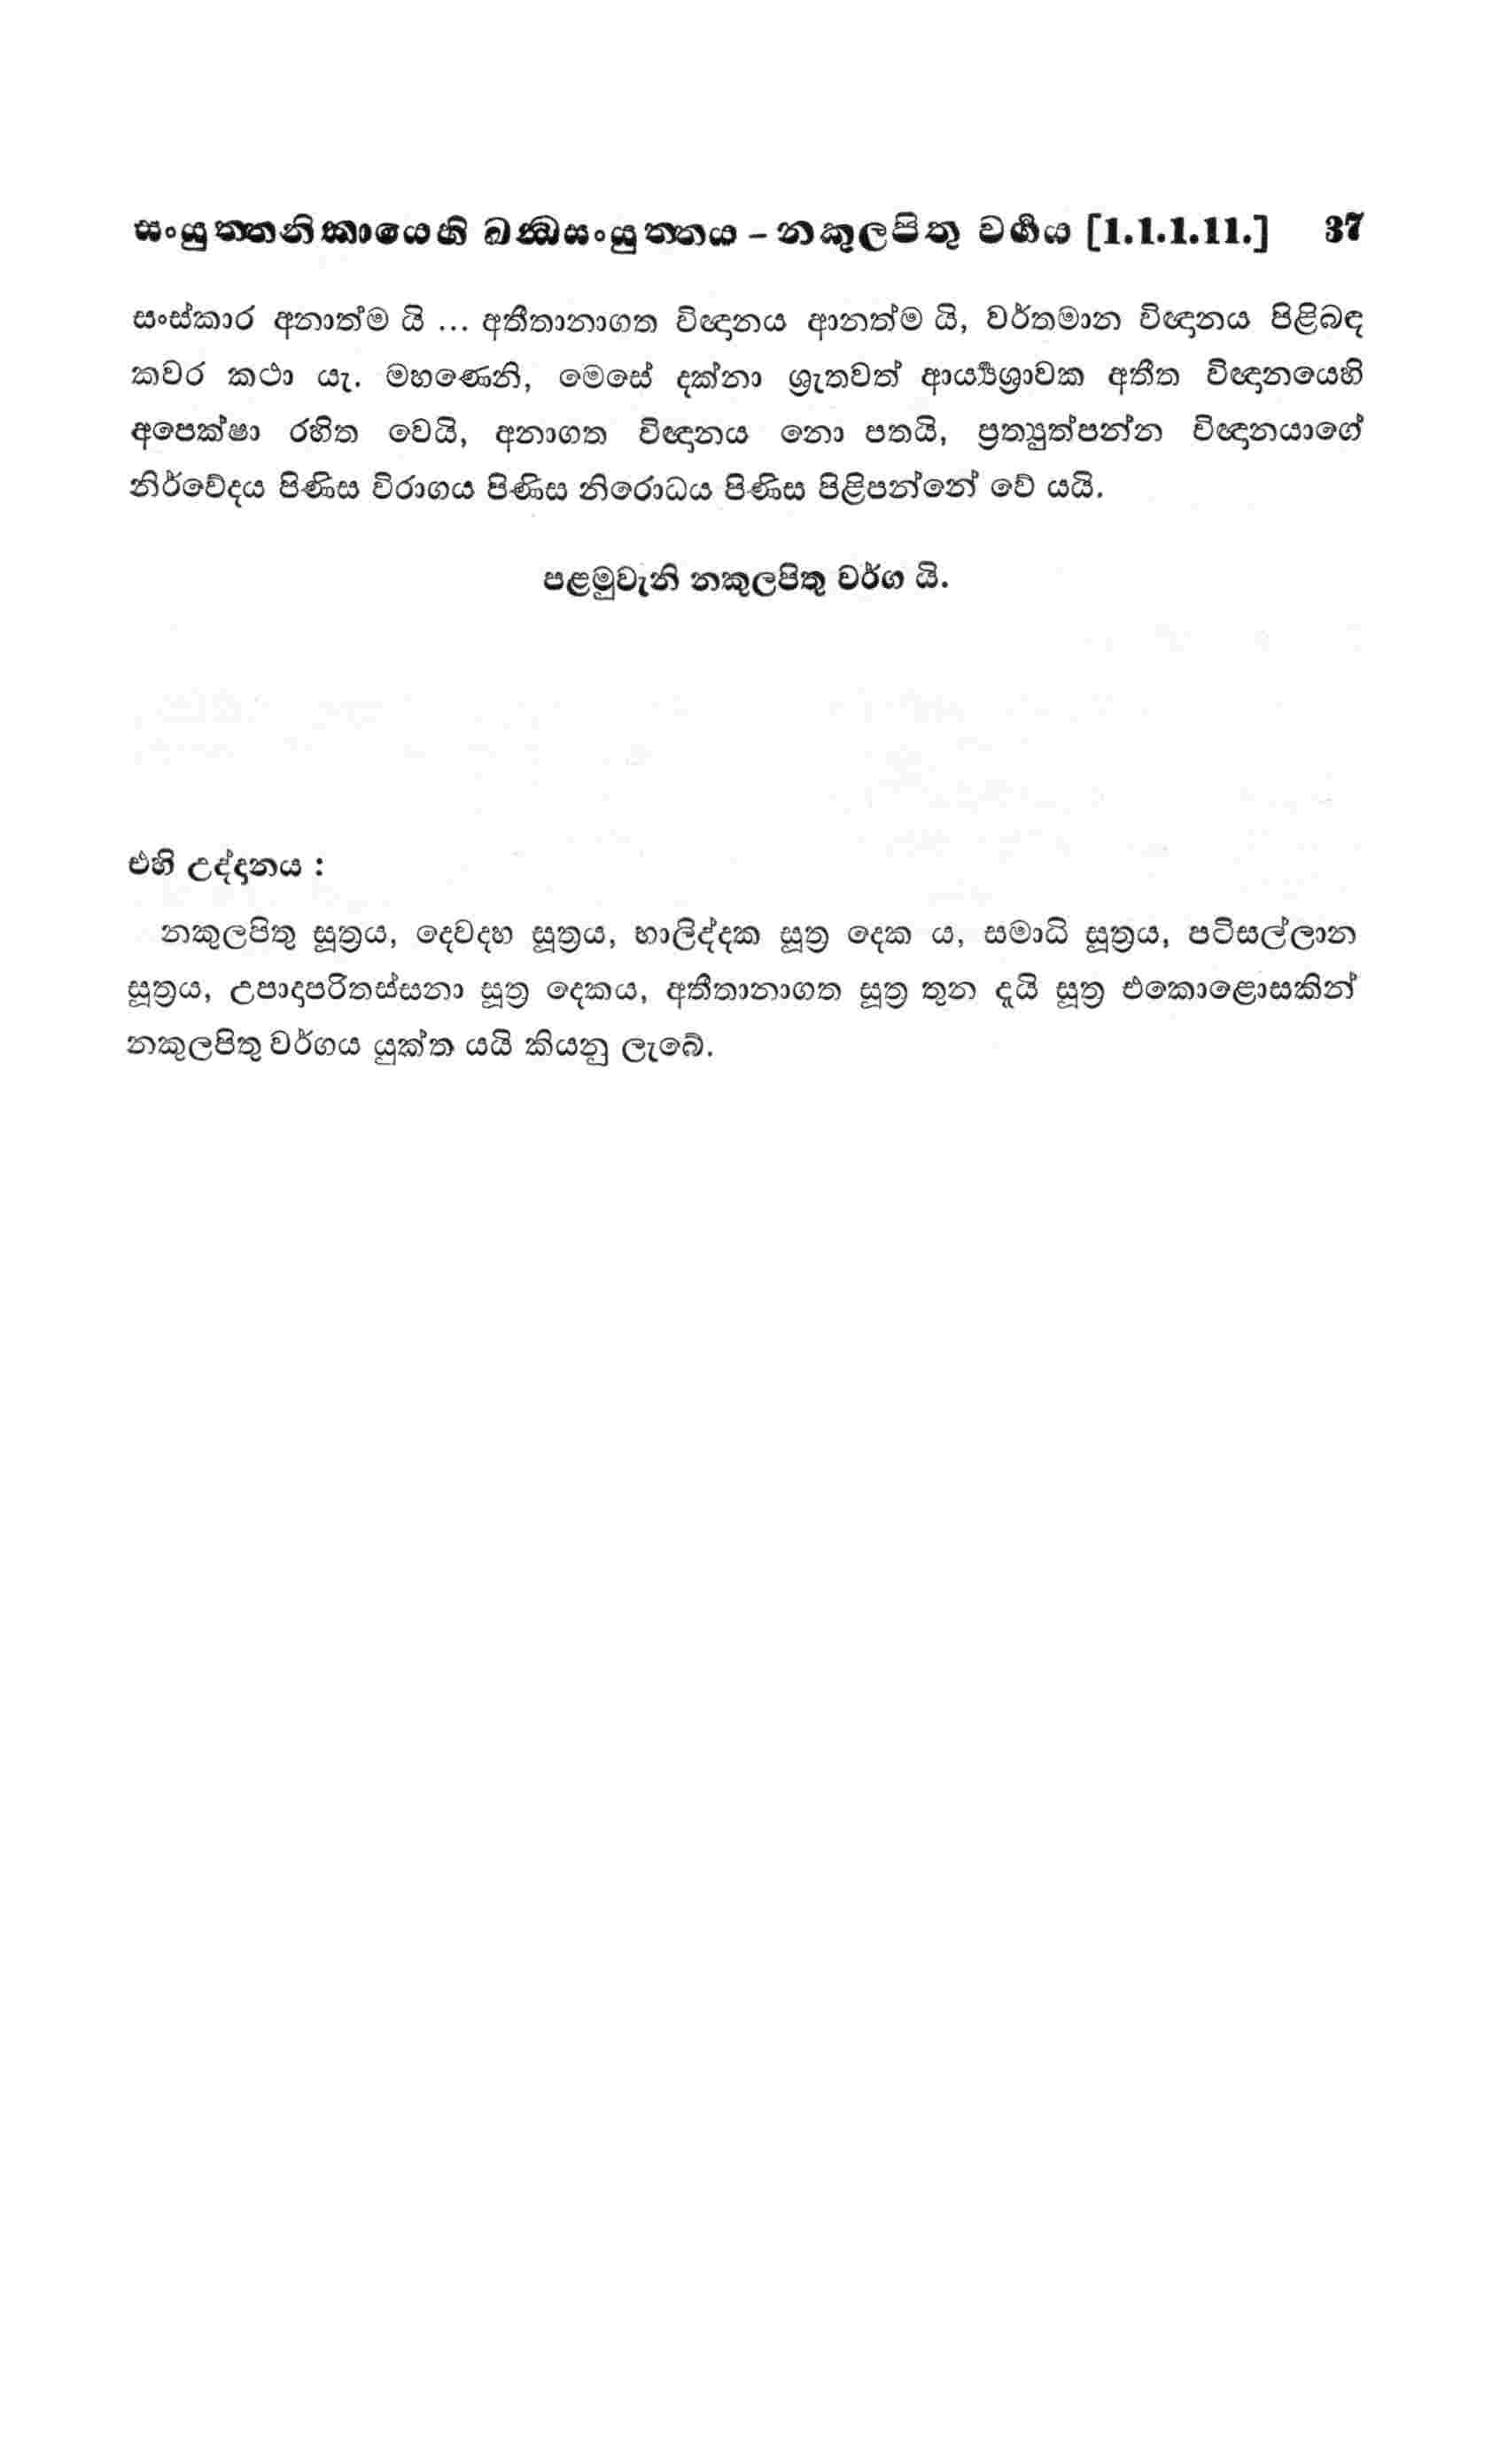 සංයුත්තනිකායෙහි ඛන්ධසංයුත්තය – නකුලපිතු වර්ගය [1.1.1.11.] 37
සංස්කාර අනාත්ම යි ... අතීතානාගත විඥානය ආනත්ම යි, වර්තමාන විඥානය පිළිබඳ
කවර කථා යැ. මහණෙනි, මෙසේ දක්නා ශ්‍රැතවත් ආර්‍ය්‍යශ්‍රාවක අතීත විඥානයෙහි
අපෙක්ෂා රහිත වෙයි, අනාගත විඥානය නො පතයි, ප්‍රත්‍යුත්පන්න විඥානයාගේ
නිර්වේදය පිණිස විරාගය පිණිස නිරොධය පිණිස පිළිපන්නේ වේ යයි.
පළමුවැනි නකුලපිතු වර්ග යි.
එහි උද්දානය :
නකුලපිතු සූත්‍රය, දෙවදහ සූත්‍රය, හාලිද්දක සූත්‍ර දෙක ය, සමාධි සූත්‍රය, පටිසල්ලාන
සූත්‍රය, උපාදාපරිතස්සනා සූත්‍ර දෙකය, අතීතානාගත සූත්‍ර තුන දැයි සූත්‍ර එකොළොසකින්
නකුලපිතු වර්ගය යුක්ත යයි කියනු ලැබේ.